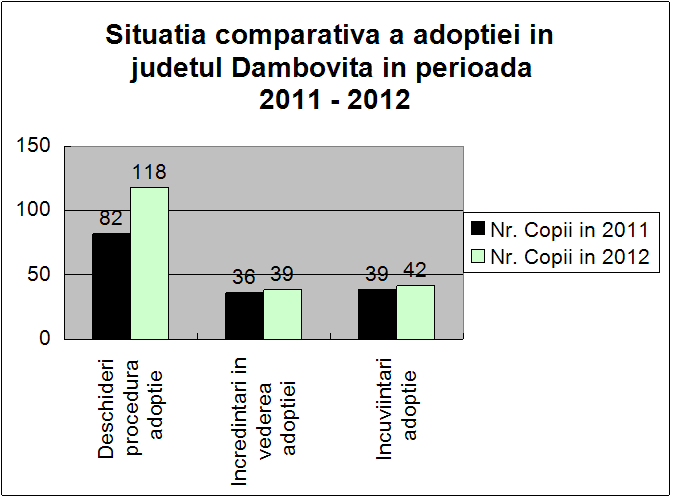 Situatia comparativa a adoptiei in
judetul Dambovita in perioada
2011 - 2012
150
100
50
0
82
118
36
39
39
42
Deschideri
procedura
adoptie
Incredintari in
vederea
adoptiei
Incuviintari
adoptie
Nr. Copii in 2011
Nr. Copii in 2012